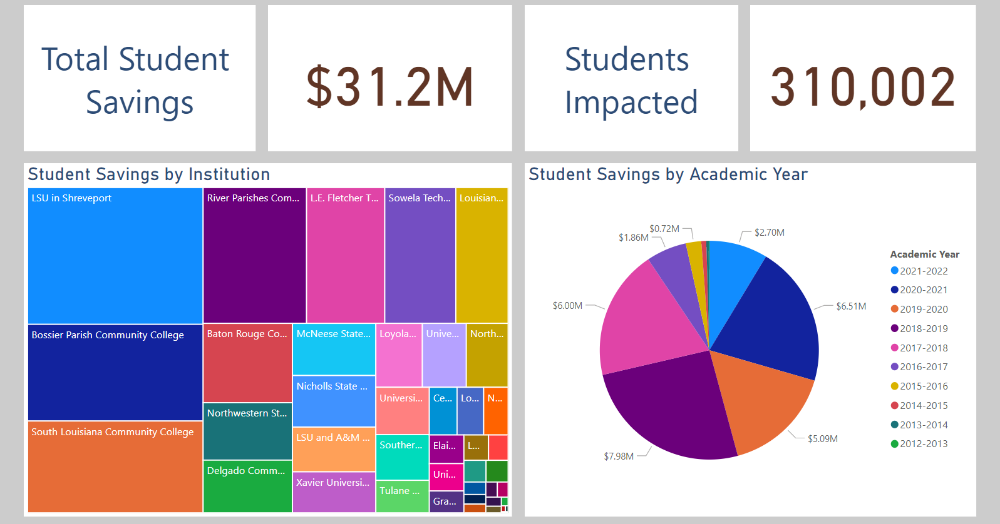 Total Student
Savings
$31.2M
Students
Impacted
310,002
Student Savings by Institution
LSU in Shreveport
River Parishes Com...
L.E. Fletcher T...
Sowela Tech...
Louisian...
Bossier Parish Community College
Baton Rouge Co...
McNeese State...
Loyola...
Unive...
North...
Nicholls State ...
Universi...
Ce...
Lo...
N...
Northwestern St...
South Louisiana Community College
LSU and A&M ...
Souther...
Elai...
L...
Delgado Comm...
Uni...
Xavier Universi...
Tulane ...
Gra...
Student Savings by Academic Year
$0.72M
$1.86M
$2.70M
$6.00M
$6.51M
$5.09M
$7.98M
Academic Year
2021-2022
2020-2021
2019-2020
2018-2019
2017-2018
2016-2017
2015-2016
2014-2015
2013-2014
2012-2013